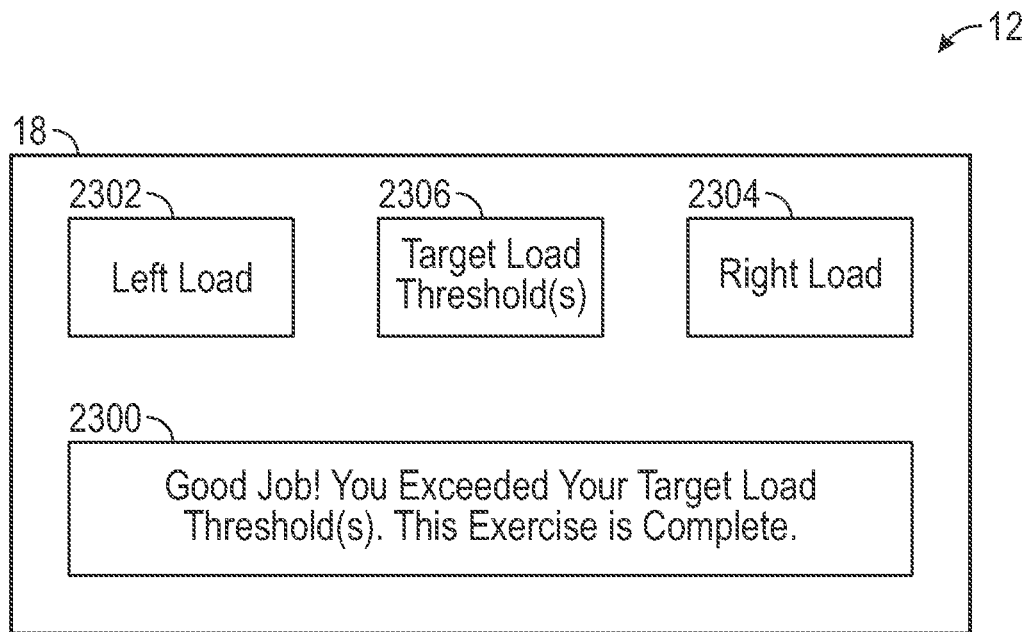 12
18
2302
2306
2304
Left Load
Target Load
Threshold(s)
Right Load
2300
Good Job! You Exceeded Your Target Load
Threshold(s). This Exercise is Complete.